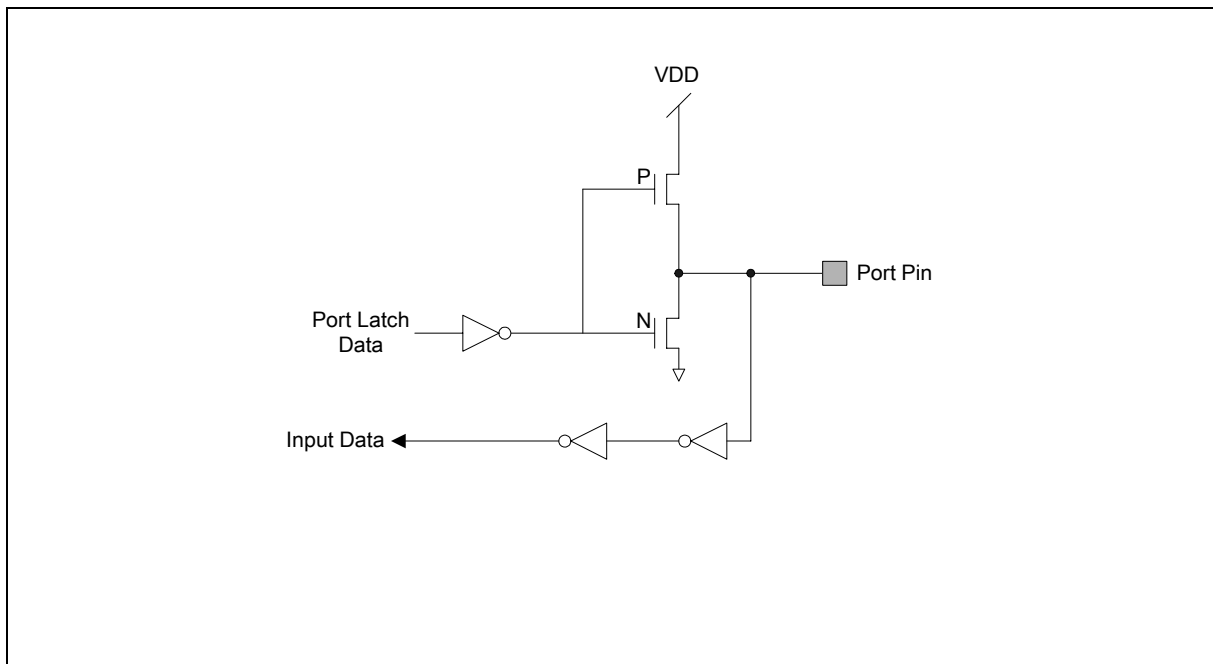 VDD
P
Port Pin
N
Port Latch
Data
Input Data